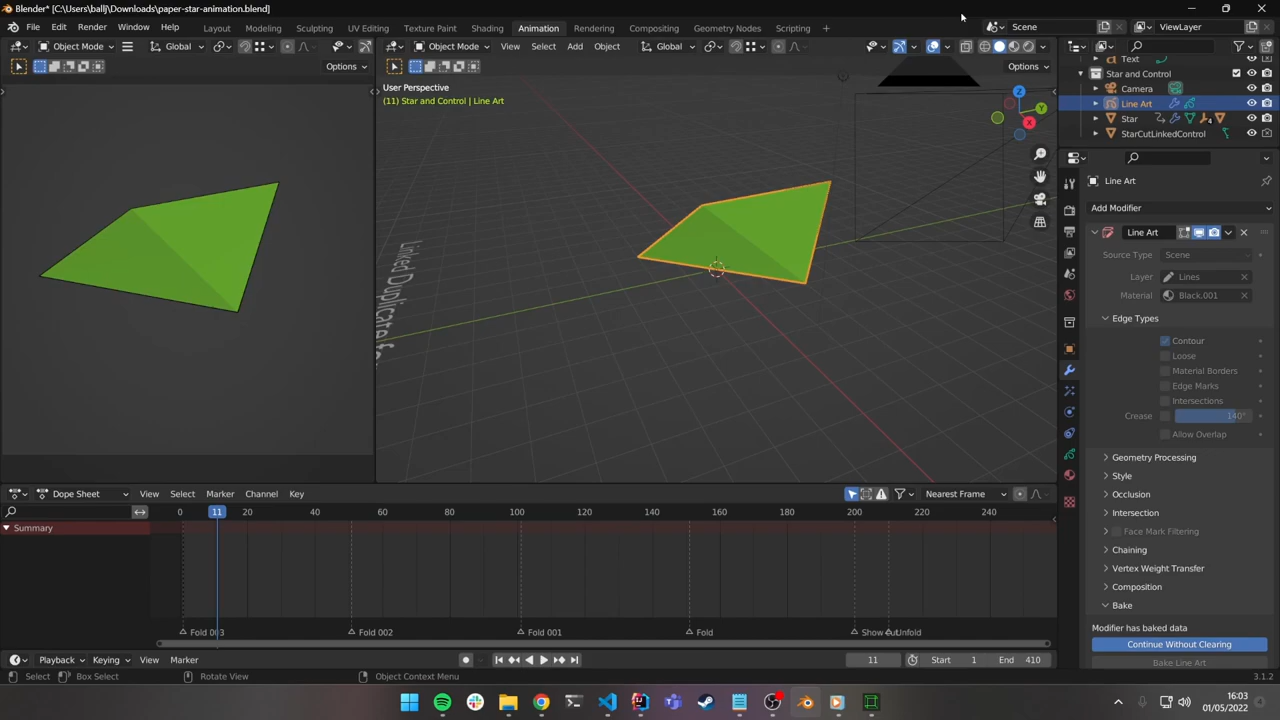 Blender* [C:\Users\ballj\Downloads\paper-star-animation.blend]
File Edit Render Window Help
Layout Modeling Sculpting UV Editing Texture Paint Shading Animation Rendering Compositing Geometry Nodes Scripting +
Scene
ViewLayer
Object Mode
Global
Object Mode View Select Add Object
Global
Options
Options
User Perspective
(11) Star and Control | Line Art
Z
Y
X
Linked Duplicate
Text
Star and Control
Camera
Line Art
Star
4
StarCutLinkedControl
Line Art
Add Modifier
Line Art
Source Type Scene
Layer Lines
Material Black.001
Edge Types
Contour
Loose
Material Borders
Edge Marks
Intersections
Crease 140°
Allow Overlap
Geometry Processing
Style
Occlusion
Intersection
Face Mark Filtering
Chaining
Vertex Weight Transfer
Composition
Bake
Modifier has baked data
Continue Without Clearing
Bake Line Art
Dope Sheet View Select Marker Channel Key
Nearest Frame
0 11 20 40 60 80 100 120 140 160 180 200 220 240
Summary
Fold 003 Fold 002 Fold 001 Fold Unfold
Playback Keying View Marker
11 Start 1 End 410
Select Box Select Rotate View Object Context Menu
3.1.2
16:03
01/05/2022